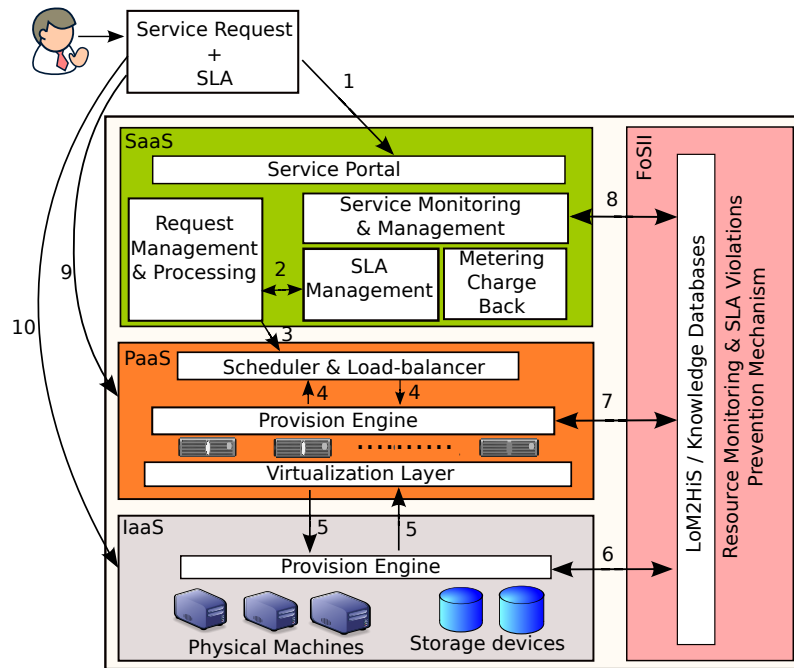 Service Request
+
SLA
1
SaaS
Service Portal
Request
Management
& Processing
Service Monitoring
& Management
8
2
SLA
Management
Metering
Charge
Back
9
10
3
PaaS
Scheduler & Load-balancer
4
4
Provision Engine
7
Virtualization Layer
5
5
IaaS
Provision Engine
6
Physical Machines
Storage devices
FoSII
LoM2HiS / Knowledge Databases
Resource Monitoring & SLA Violations
Prevention Mechanism